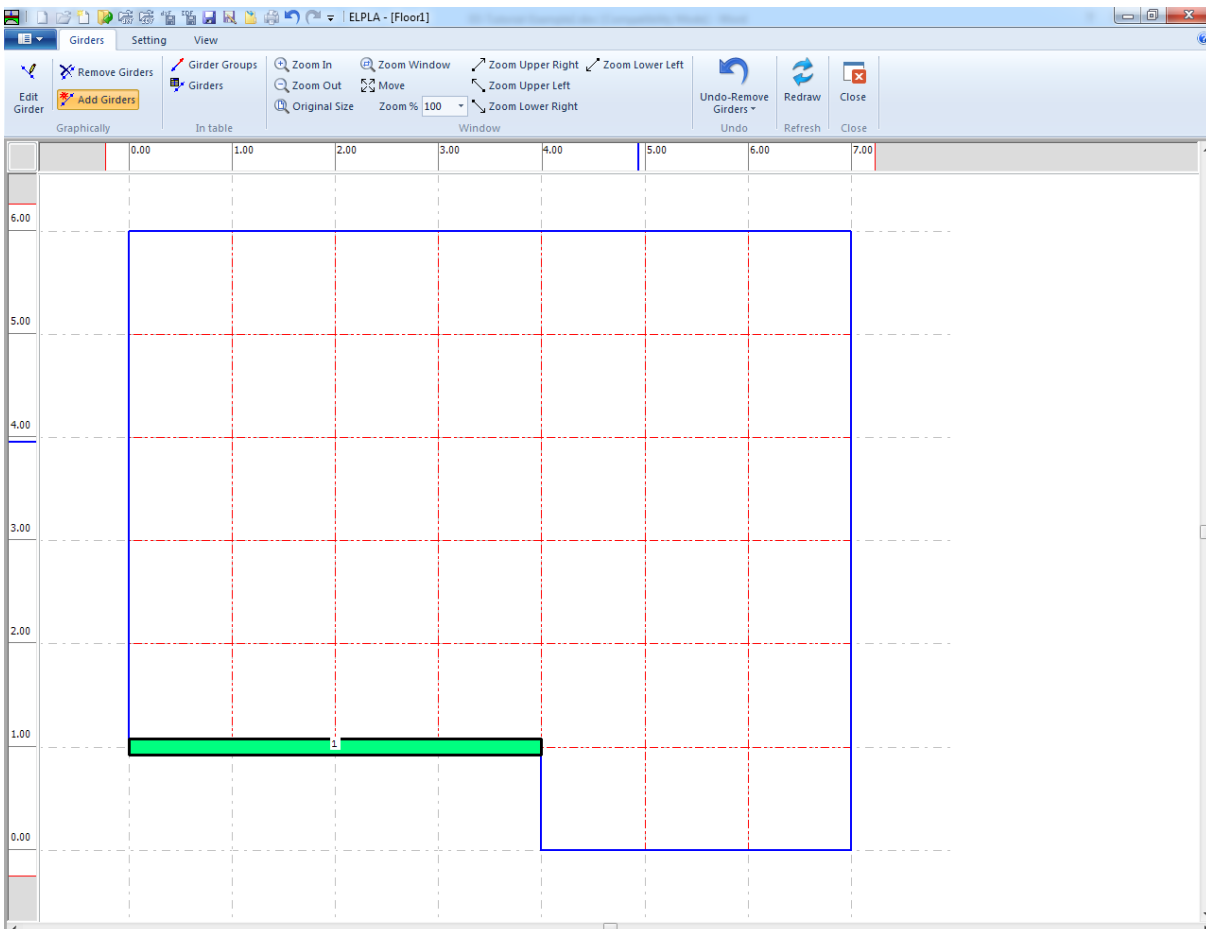 ELPLA - [Floor1]
Girders Setting View
Remove Girders Girder Groups Zoom In Zoom Window Zoom Upper Right Zoom Lower Left
Edit Girder Add Girders Girders Zoom Out Move Zoom Upper Left Undo-Remove Girders Redraw Close
Original Size Zoom % 100 Zoom Lower Right
Graphically In table Window Undo Refresh Close
0.00 1.00 2.00 3.00 4.00 5.00 6.00 7.00
6.00
5.00
4.00
3.00
2.00
1.00
1
0.00